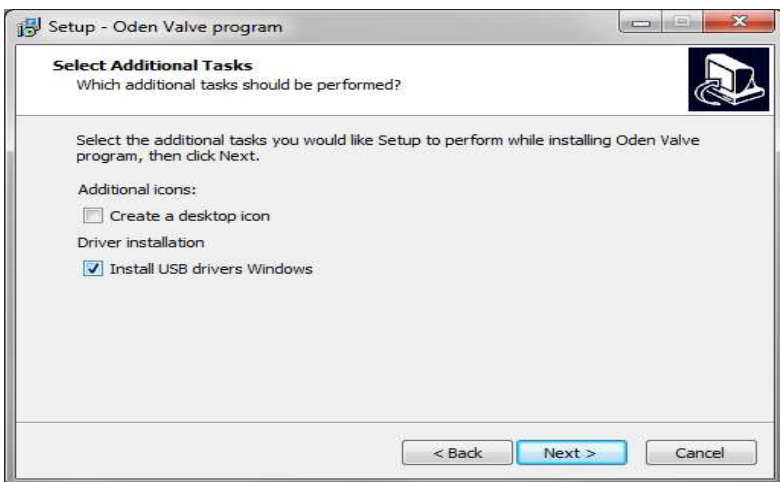 Setup - Oden Valve program
Select Additional Tasks
Which additional tasks should be performed?
Select the additional tasks you would like Setup to perform while installing Oden Valve
program, then click Next.
Additional icons:
Create a desktop icon
Driver installation
Install USB drivers Windows
< Back Next > Cancel